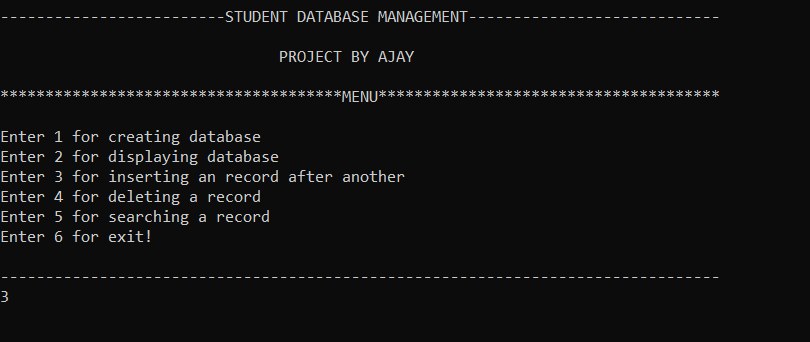 -------------------------STUDENT DATABASE MANAGEMENT----------------------------
PROJECT BY AJAY
**************************************MENU**************************************
Enter 1 for creating database
Enter 2 for displaying database
Enter 3 for inserting an record after another
Enter 4 for deleting a record
Enter 5 for searching a record
Enter 6 for exit!
--------------------------------------------------------------------------------
3